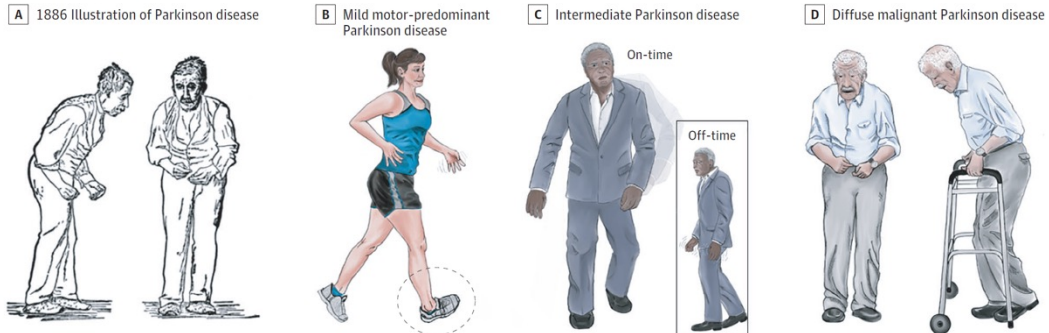 A 1886 Illustration of Parkinson disease
B Mild motor-predominant
Parkinson disease
C Intermediate Parkinson disease
On-time
Off-time
D Diffuse malignant Parkinson disease